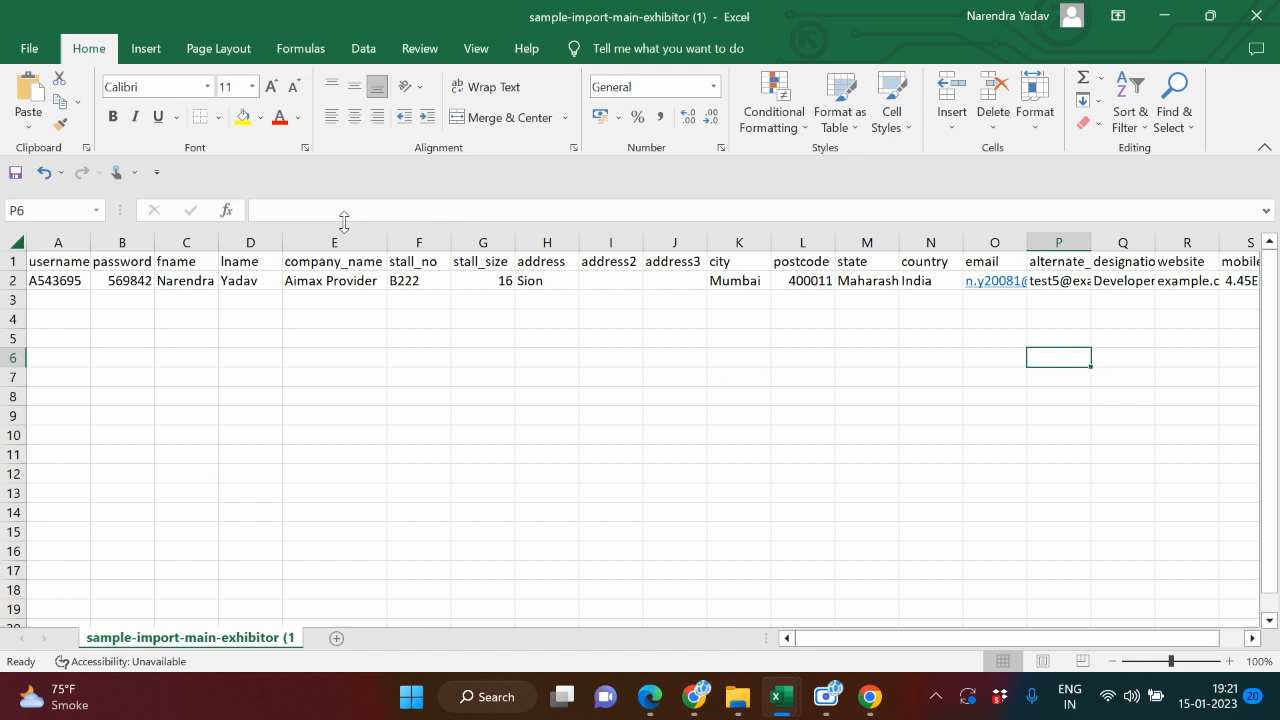 sample-import-main-exhibitor (1) - Excel
Narendra Yadav
File Home Insert Page Layout Formulas Data Review View Help Tell me what you want to do
Paste
Calibri 11
B I U A
Wrap Text
Merge & Center
General
% ,
Conditional Formatting
Format as Table
Cell Styles
Insert Delete Format
Sort & Filter
Find & Select
Clipboard Font Alignment Number Styles Cells Editing
P6 fx
A B C D E F G H I J K L M N O P Q R S
1 username password fname lname company_name stall_no stall_size address address2 address3 city postcode state country email alternate_ designatio website mobile
2 A543695 569842 Narendra Yadav Aimax Provider B222 16 Sion Mumbai 400011 Maharash India n.y20081@ test5@exa Developer example.c 4.45E
3
4
5
6
7
8
9
10
11
12
13
14
15
16
17
18
19
sample-import-main-exhibitor (1
Ready Accessibility: Unavailable 100%
75°F
Smoke
Search
ENG
IN
19:21
15-01-2023
20